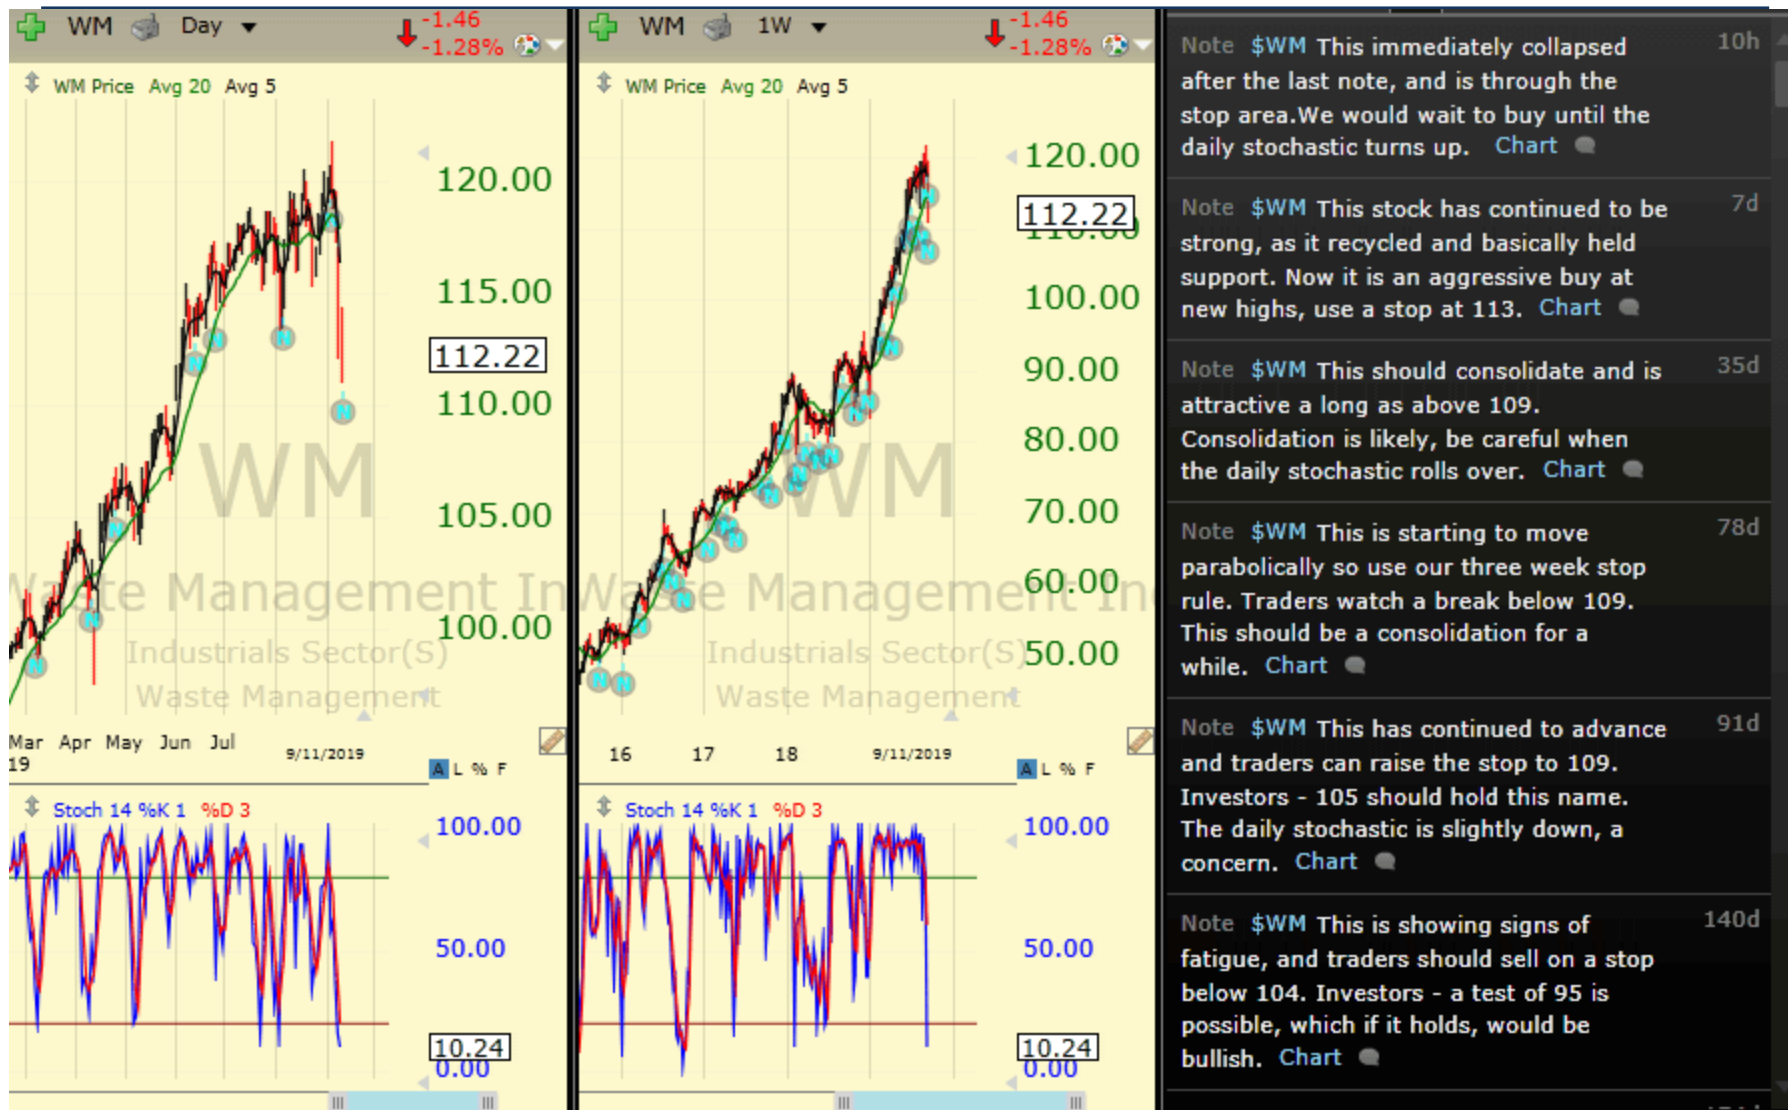 WM Day
-1.46
-1.28%
WM Price Avg 20 Avg 5
120.00
115.00
112.22
110.00
105.00
100.00
WM
Waste Management In
Industrials Sector(S)
Waste Management
Mar Apr May Jun Jul 9/11/2019
19
A L % F
Stoch 14 %K 1 %D 3
100.00
50.00
10.24
0.00
WM 1W
-1.46
-1.28%
WM Price Avg 20 Avg 5
120.00
112.22
110.00
100.00
90.00
80.00
70.00
60.00
50.00
WM
Waste Management Inc
Industrials Sector(S)
Waste Management
16 17 18 9/11/2019
A L % F
Stoch 14 %K 1 %D 3
100.00
50.00
10.24
0.00
Note $WM This immediately collapsed 10h
after the last note, and is through the
stop area.We would wait to buy until the
daily stochastic turns up. Chart
Note $WM This stock has continued to be 7d
strong, as it recycled and basically held
support. Now it is an aggressive buy at
new highs, use a stop at 113. Chart
Note $WM This should consolidate and is 35d
attractive a long as above 109.
Consolidation is likely, be careful when
the daily stochastic rolls over. Chart
Note $WM This is starting to move 78d
parabolically so use our three week stop
rule. Traders watch a break below 109.
This should be a consolidation for a
while. Chart
Note $WM This has continued to advance 91d
and traders can raise the stop to 109.
Investors - 105 should hold this name.
The daily stochastic is slightly down, a
concern. Chart
Note $WM This is showing signs of 140d
fatigue, and traders should sell on a stop
below 104. Investors - a test of 95 is
possible, which if it holds, would be
bullish. Chart